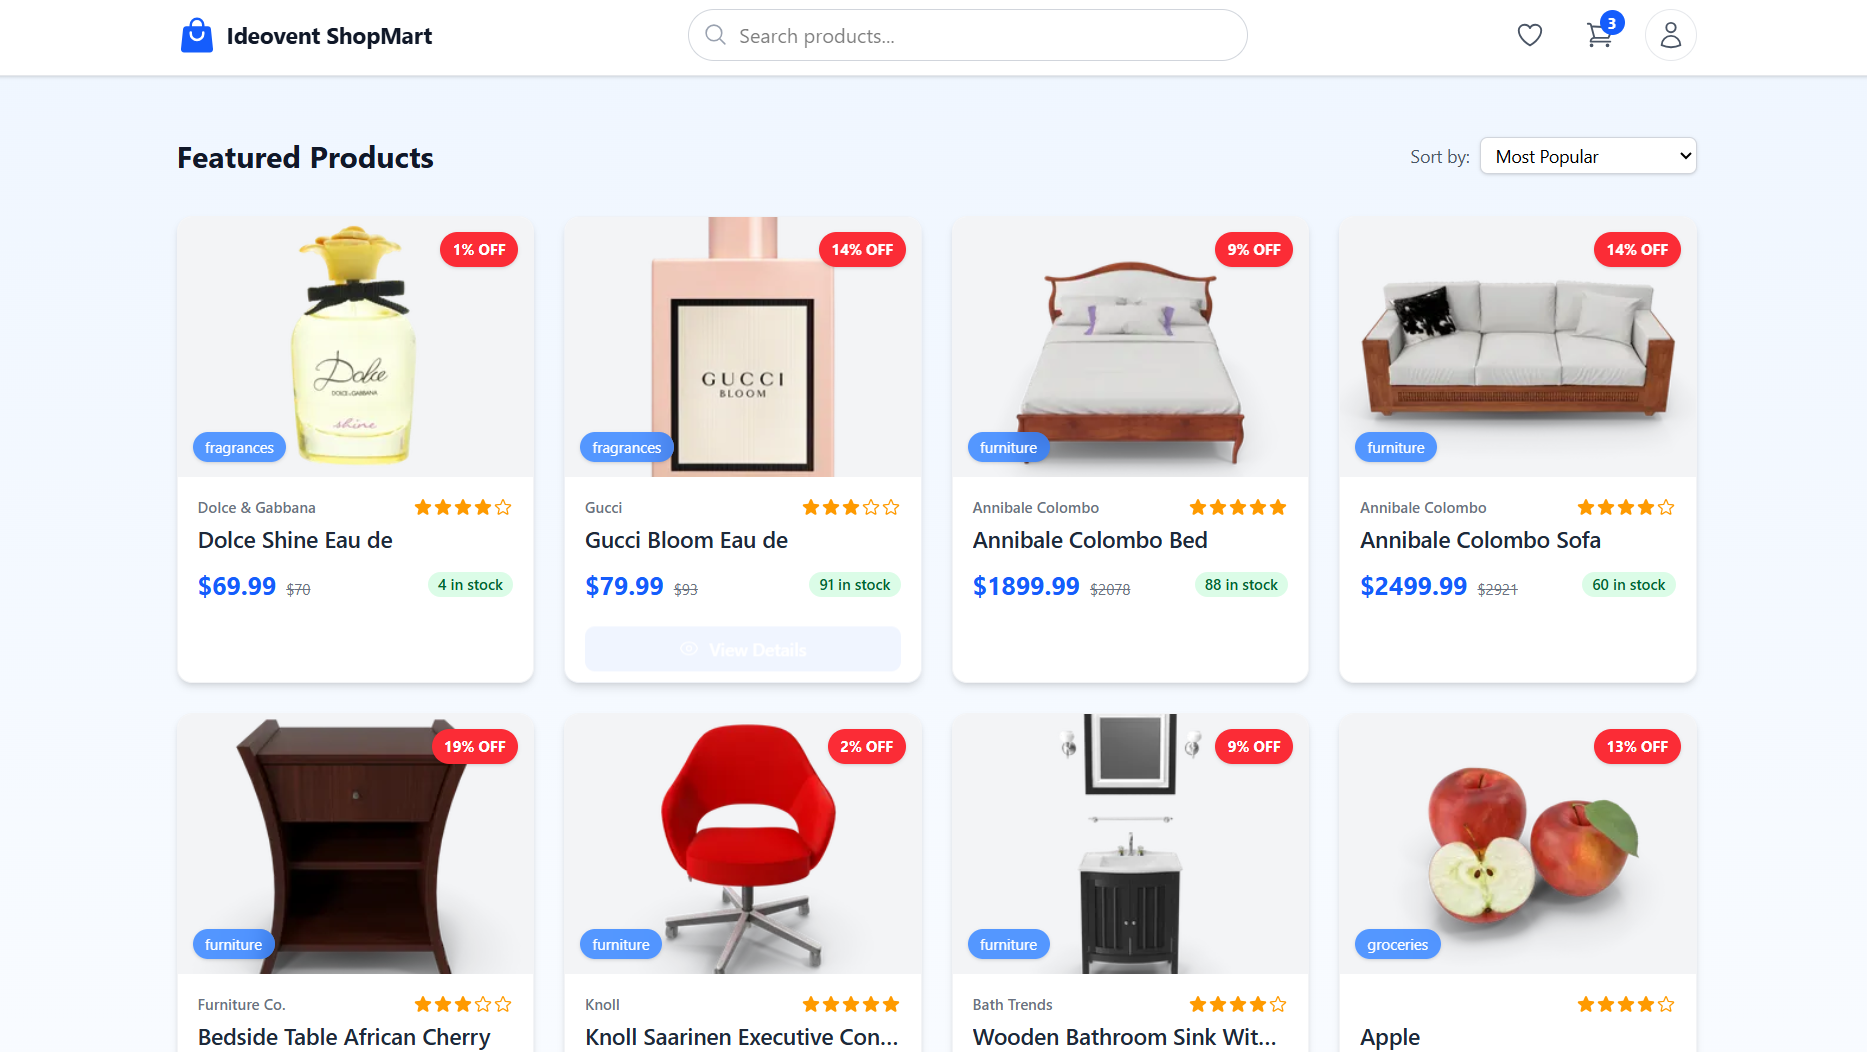 Ideovent ShopMart
Search products...
3
Featured Products
Sort by: Most Popular
1% OFF
Dolce
DOLCE & GABBANA
shine
fragrances
Dolce & Gabbana
Dolce Shine Eau de
$69.99 $70 4 in stock
14% OFF
GUCCI
BLOOM
fragrances
Gucci
Gucci Bloom Eau de
$79.99 $93 91 in stock
View Details
9% OFF
furniture
Annibale Colombo
Annibale Colombo Bed
$1899.99 $2078 88 in stock
14% OFF
furniture
Annibale Colombo
Annibale Colombo Sofa
$2499.99 $2921 60 in stock
19% OFF
furniture
Furniture Co.
Bedside Table African Cherry
2% OFF
furniture
Knoll
Knoll Saarinen Executive Con...
9% OFF
furniture
Bath Trends
Wooden Bathroom Sink Wit...
13% OFF
groceries
Apple